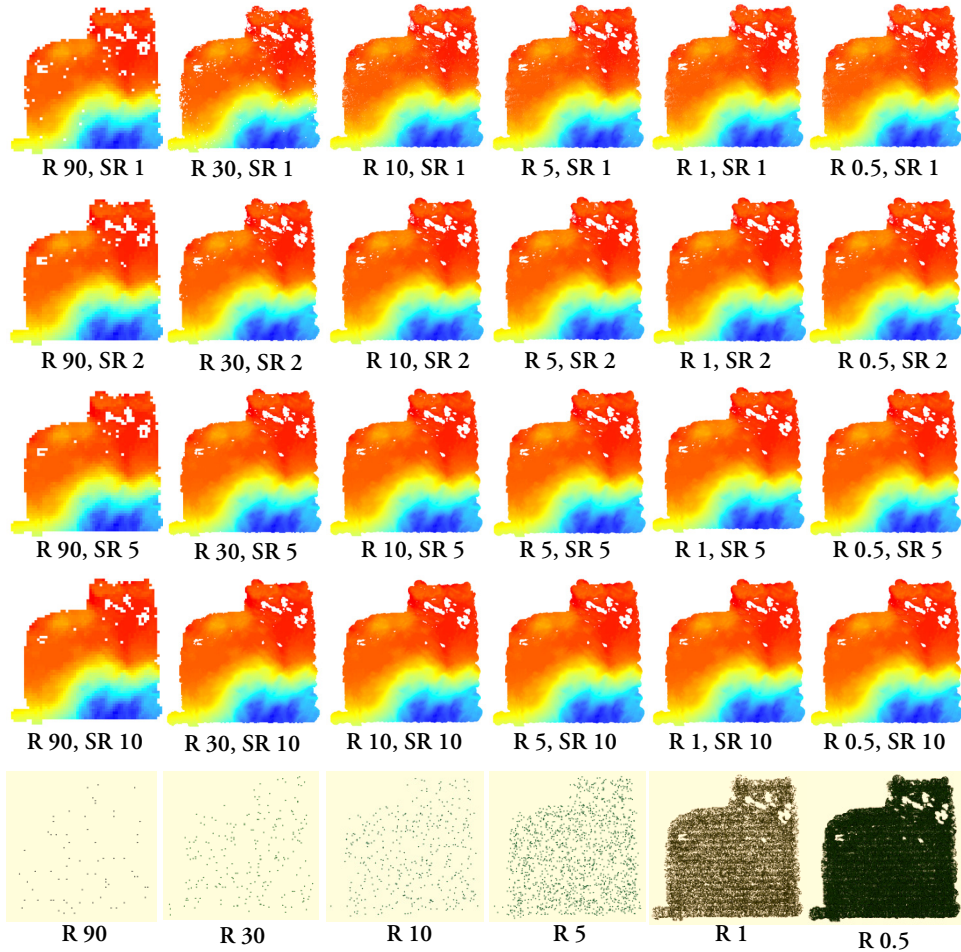 R 90, SR 1
R 30, SR 1
R 10, SR 1
R 5, SR 1
R 1, SR 1
R 0.5, SR 1
R 90, SR 2
R 30, SR 2
R 10, SR 2
R 5, SR 2
R 1, SR 2
R 0.5, SR 2
R 90, SR 5
R 30, SR 5
R 10, SR 5
R 5, SR 5
R 1, SR 5
R 0.5, SR 5
R 90, SR 10
R 30, SR 10
R 10, SR 10
R 5, SR 10
R 1, SR 10
R 0.5, SR 10
R 90
R 30
R 10
R 5
R 1
R 0.5